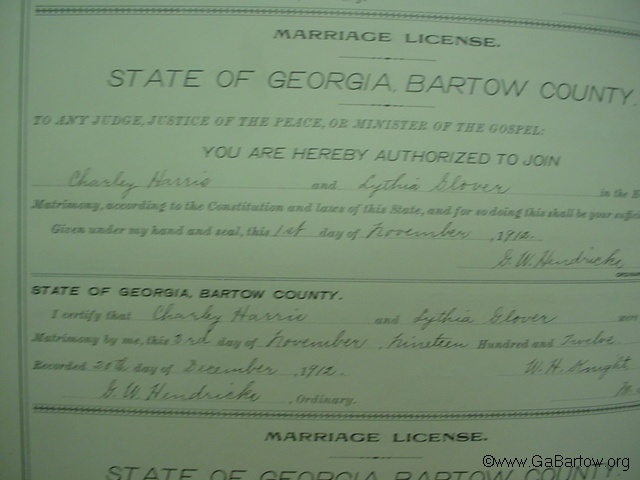 MARRIAGE LICENSE.
STATE OF GEORGIA, BARTOW COUNTY.
TO ANY JUDGE, JUSTICE OF THE PEACE, OR MINISTER OF THE GOSPEL:
YOU ARE HEREBY AUTHORIZED TO JOIN
Charley Harris and Lythia Glover in the
Matrimony, according to the Constitution and laws of this State, and for so doing this shall be your
Given under my hand and seal, this 1st day of November, 1912.
G. W. Hendricks
STATE OF GEORGIA, BARTOW COUNTY.
I certify that Charley Harris and Lythia Glover were
Matrimony by me, this 3rd day of November, Nineteen Hundred and Twelve
Recorded 28th day of December, 1912. W. H. Knight
G. W. Hendricks, Ordinary.
MARRIAGE LICENSE.
STATE OF GEORGIA, BARTOW COUNTY.
©www.GaBartow.org